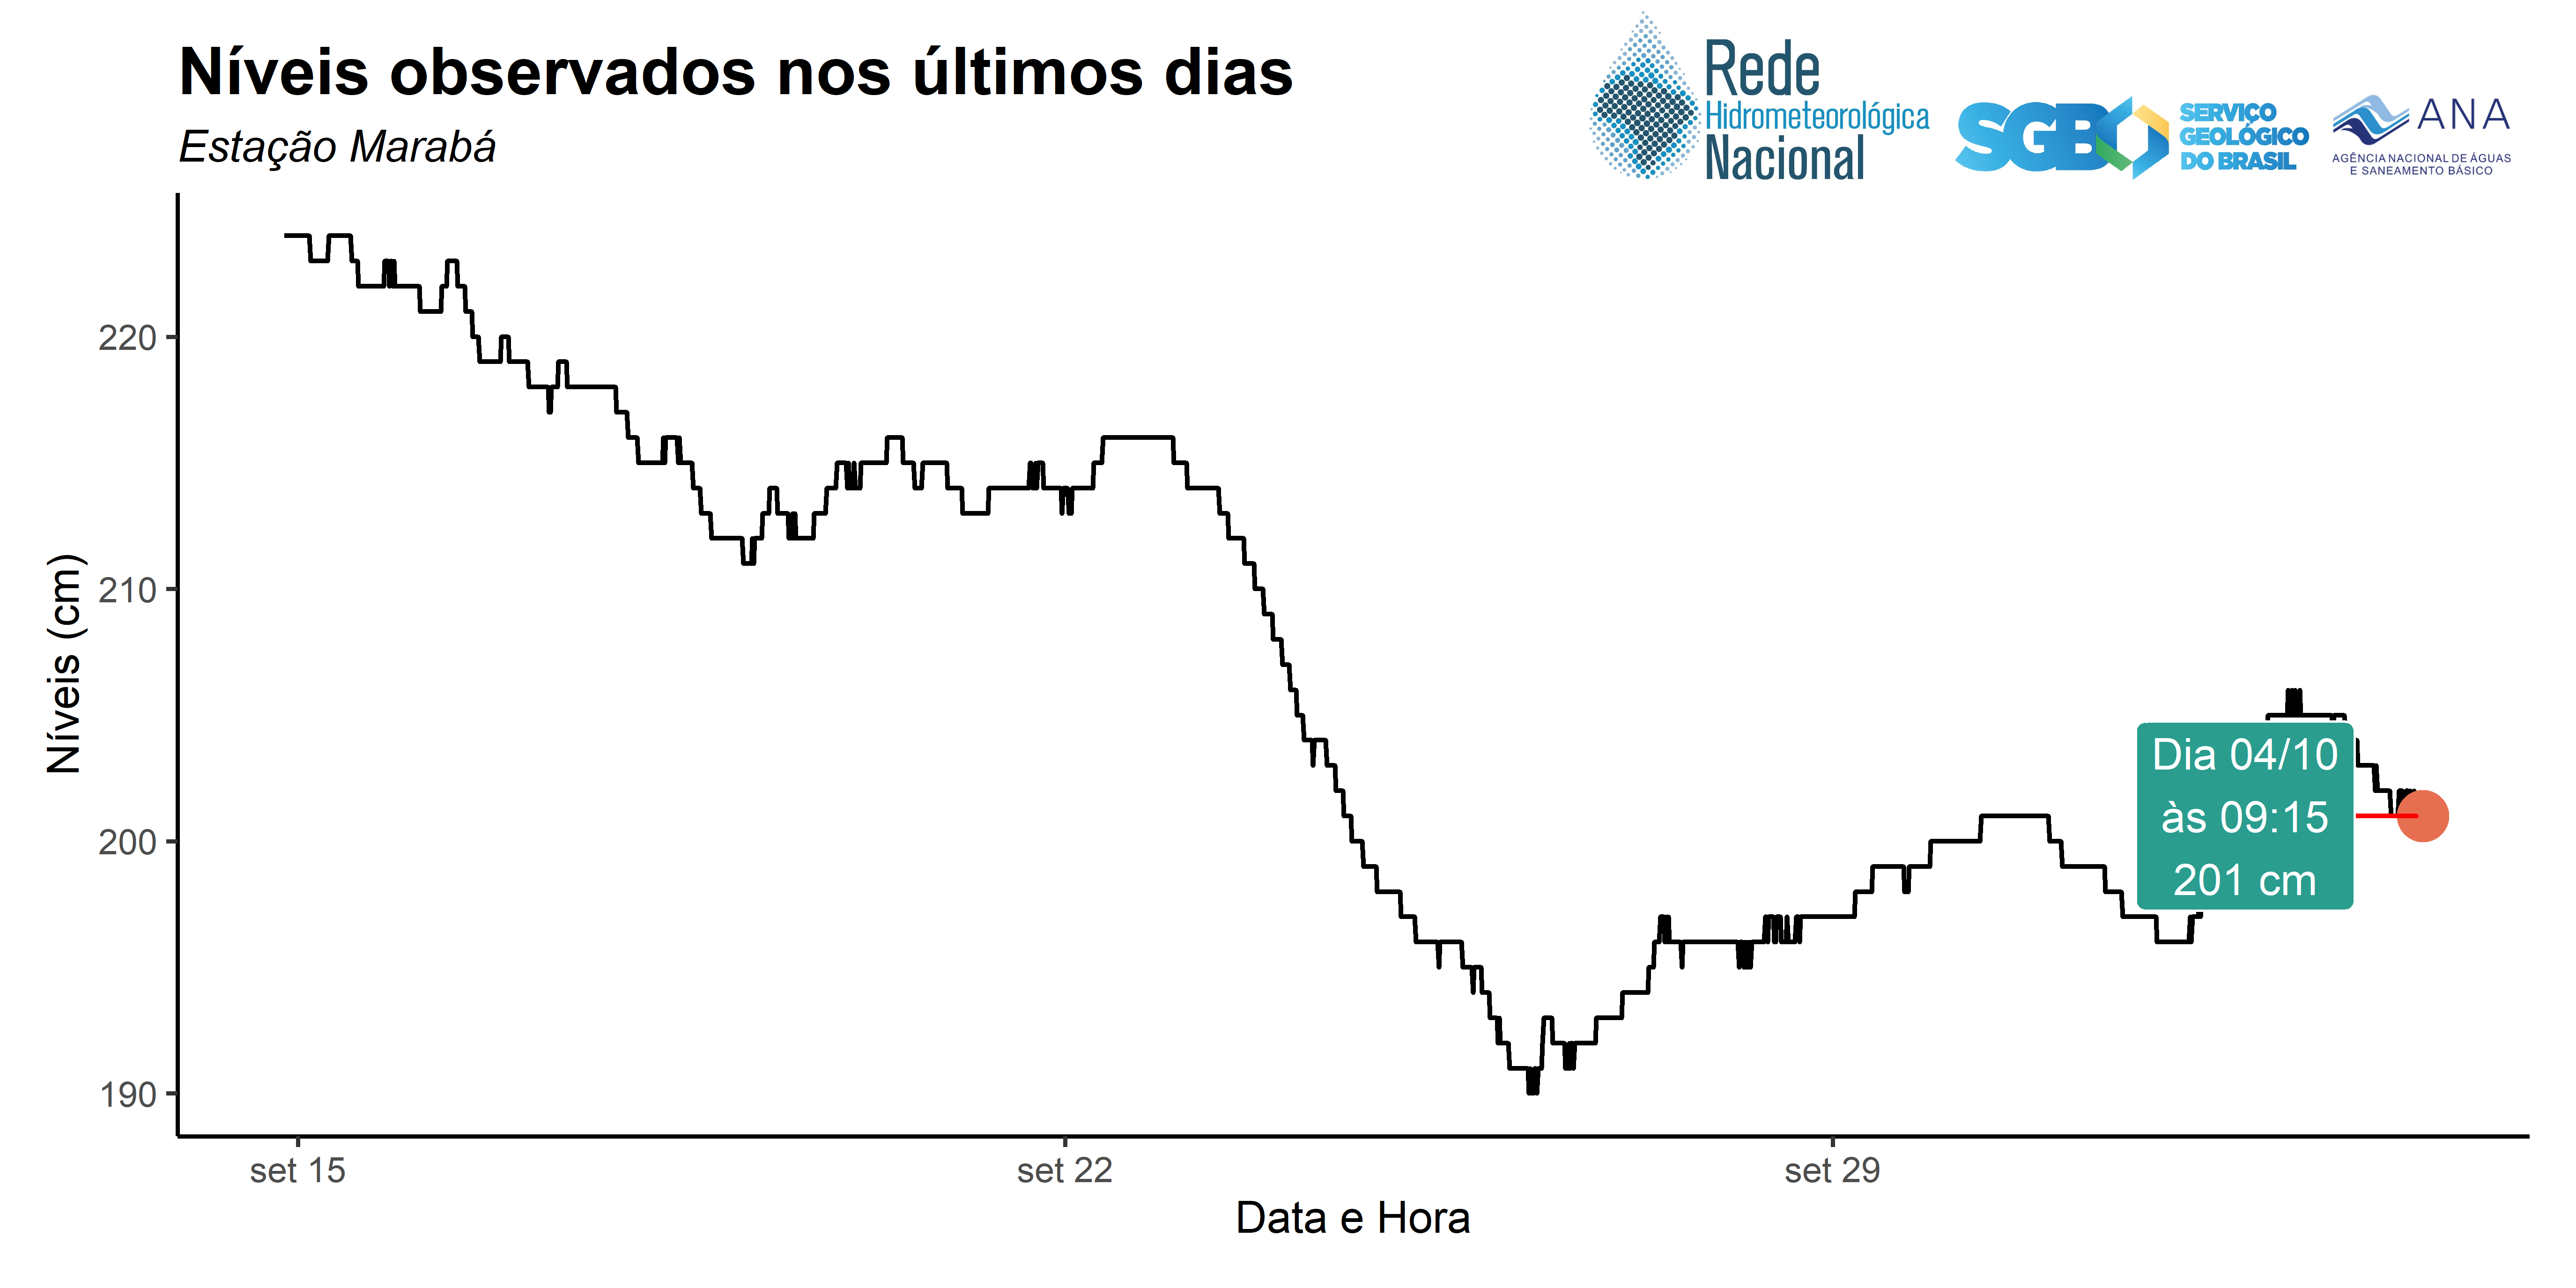 Níveis observados nos últimos dias
Estação Marabá
Rede
Hidrometeorológica
Nacional
SGB
SERVIÇO
GEOLÓGICO
DO BRASIL
ANA
AGÊNCIA NACIONAL DE ÁGUAS
E SANEAMENTO BÁSICO
Níveis (cm)
220
210
200
190
Dia 04/10
às 09:15
201 cm
set 15
set 22
set 29
Data e Hora